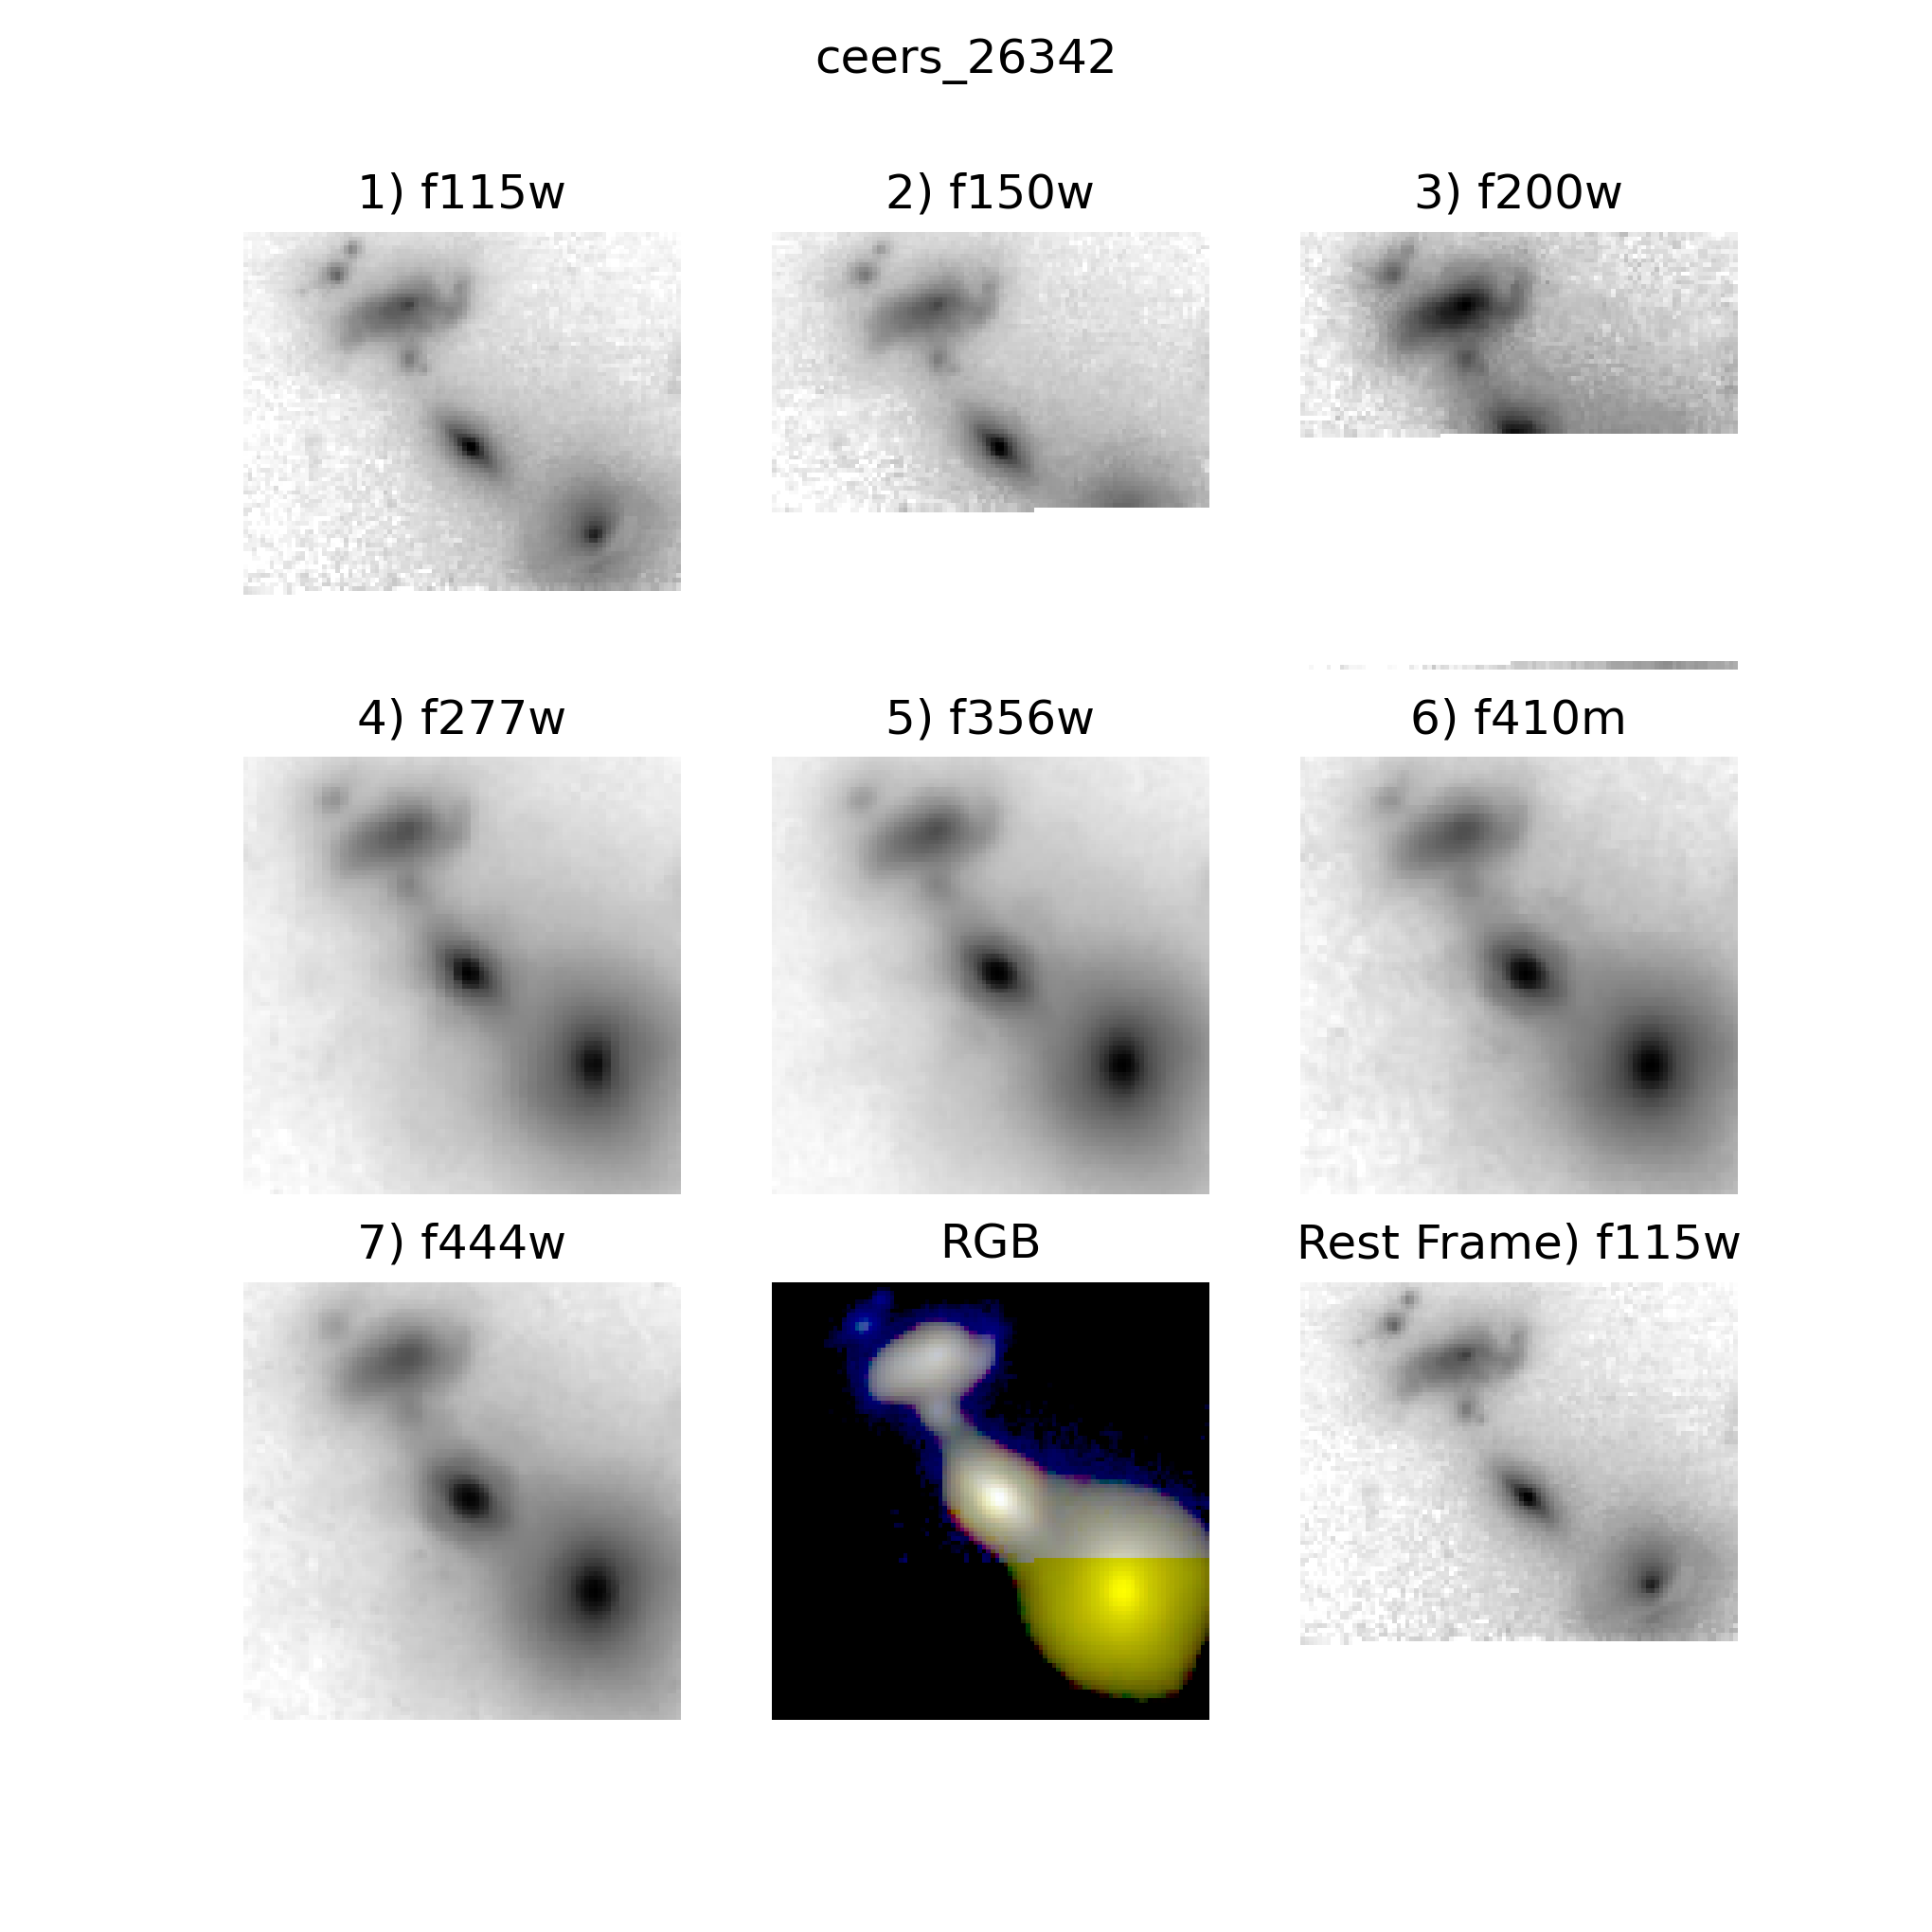 ceers_26342
1) f115w
2) f150w
3) f200w
4) f277w
5) f356w
6) f410m
7) f444w
RGB
Rest Frame) f115w